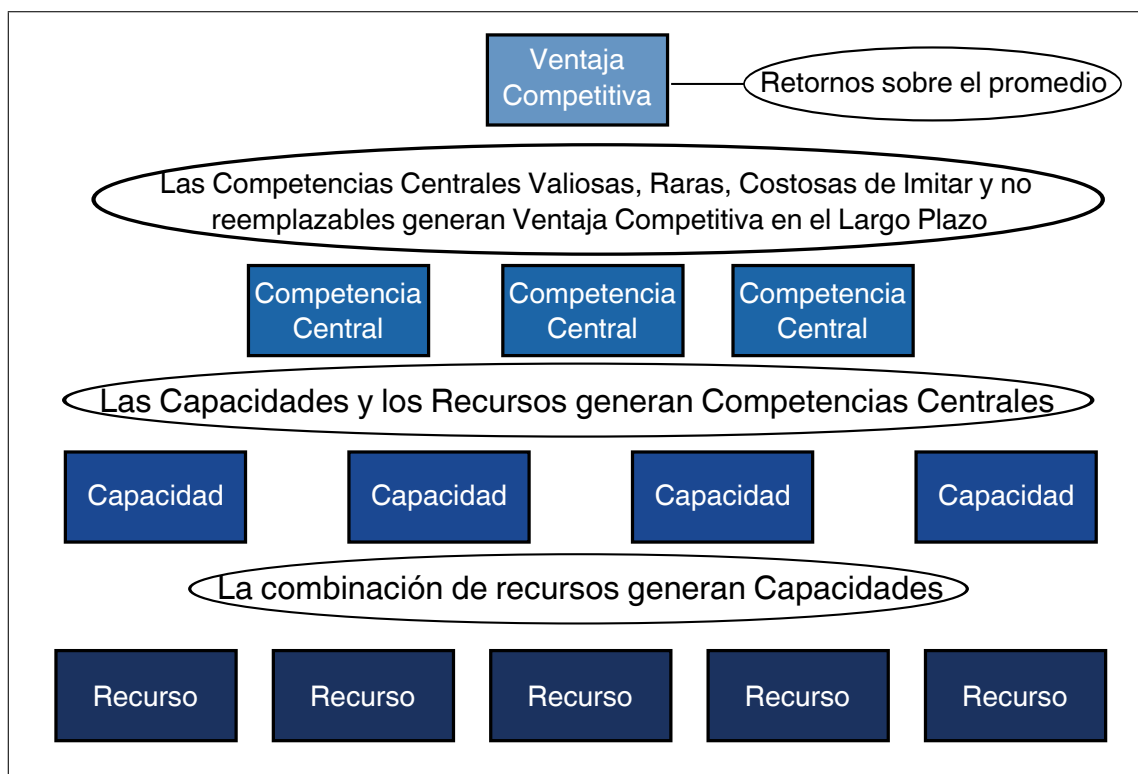 Ventaja
Competitiva
Retornos sobre el promedio
Las Competencias Centrales Valiosas, Raras, Costosas de Imitar y no
reemplazables generan Ventaja Competitiva en el Largo Plazo
Competencia
Central
Competencia
Central
Competencia
Central
Las Capacidades y los Recursos generan Competencias Centrales
Capacidad
Capacidad
Capacidad
Capacidad
La combinación de recursos generan Capacidades
Recurso
Recurso
Recurso
Recurso
Recurso